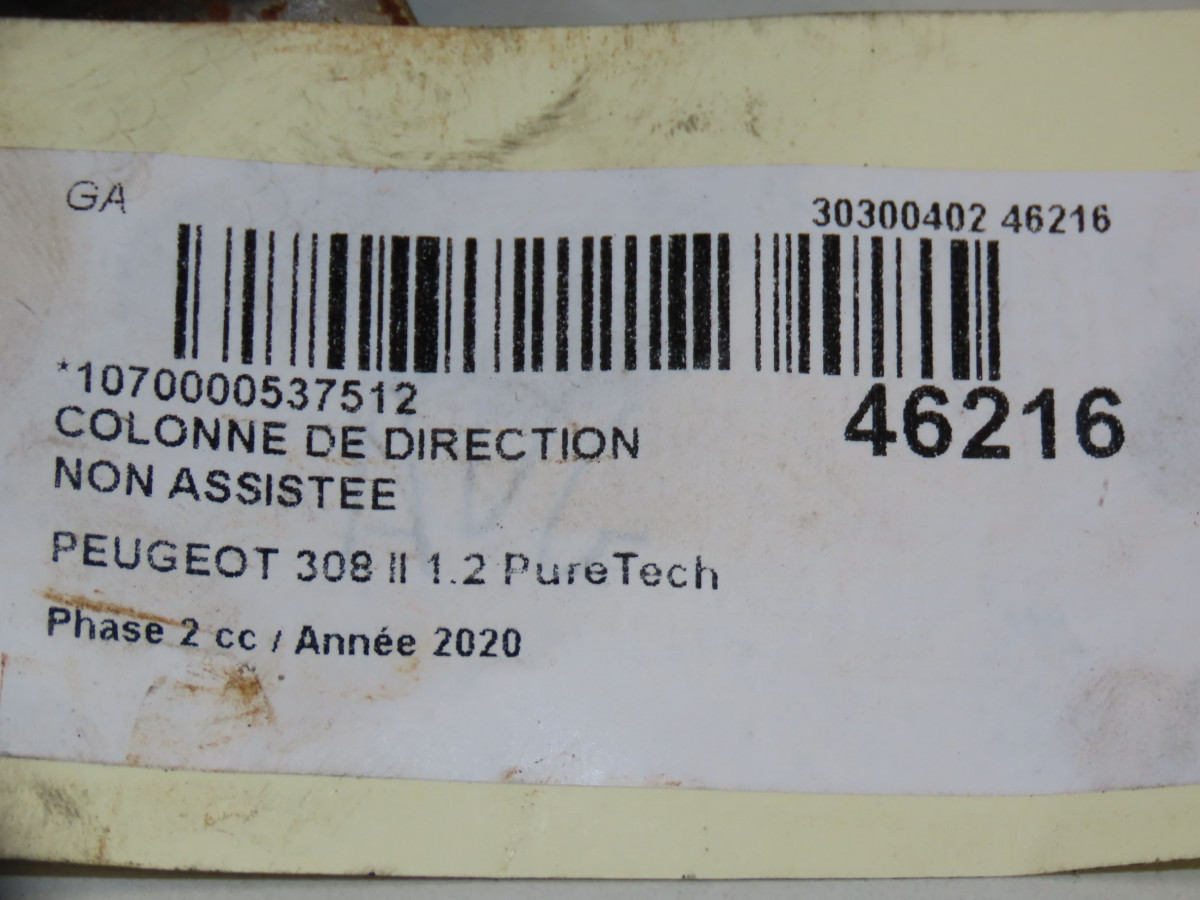 GA
30300402 46216
*1070000537512
46216
COLONNE DE DIRECTION
NON ASSISTEE
PEUGEOT 308 II 1.2 PureTech
Phase 2 cc / Année 2020